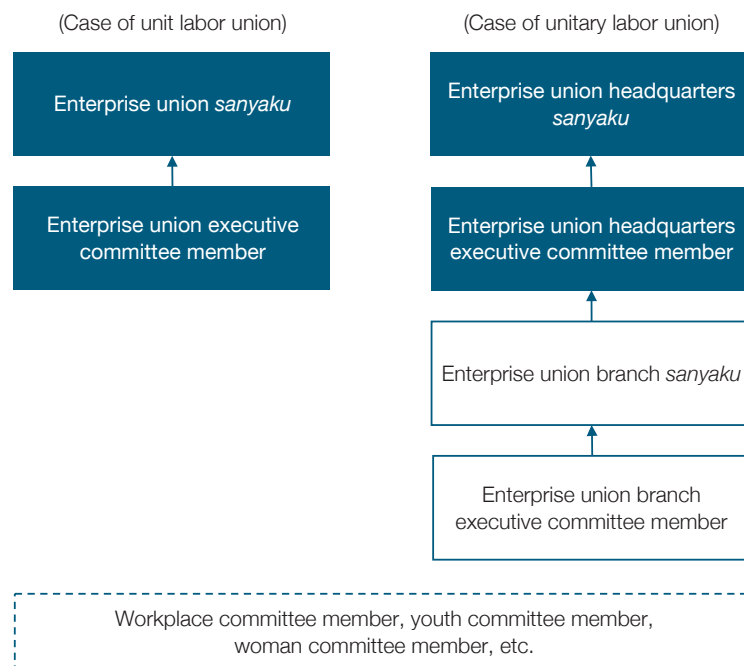 (Case of unit labor union)
Enterprise union sanyaku
Enterprise union executive
committee member
(Case of unitary labor union)
Enterprise union headquarters
sanyaku
Enterprise union headquarters
executive committee member
Enterprise union branch sanyaku
Enterprise union branch
executive committee member
Workplace committee member, youth committee member,
woman committee member, etc.